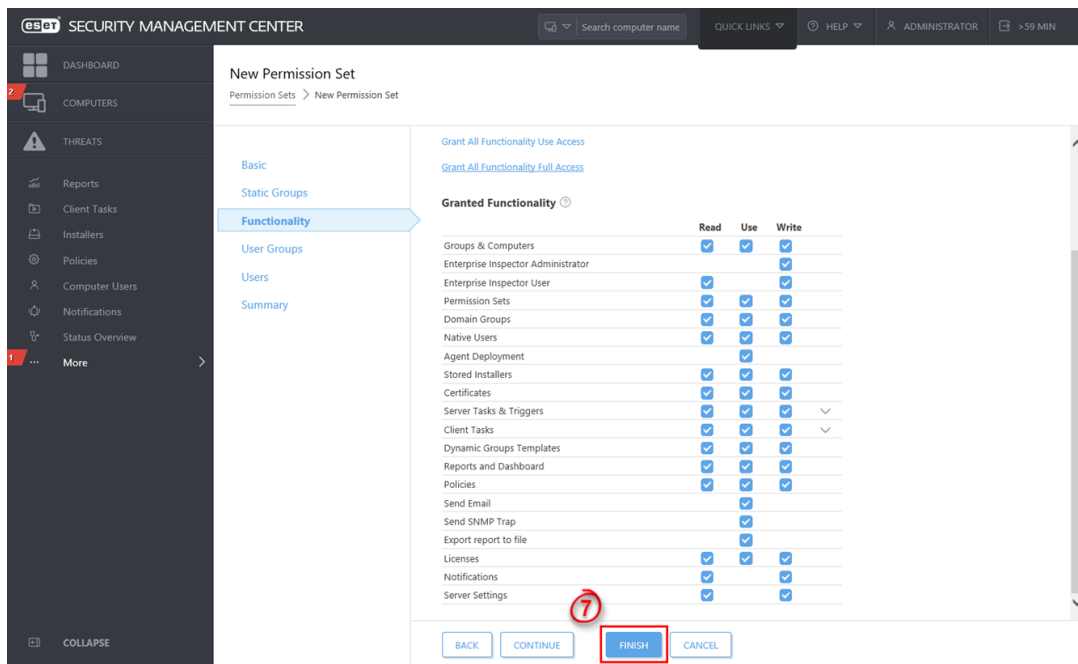 eset SECURITY MANAGEMENT CENTER
Search computer name
QUICK LINKS
HELP
ADMINISTRATOR
>59 MIN
DASHBOARD
2
COMPUTERS
THREATS
Reports
Client Tasks
Installers
Policies
Computer Users
Notifications
Status Overview
1
More
COLLAPSE
New Permission Set
Permission Sets > New Permission Set
Basic
Static Groups
Functionality
User Groups
Users
Summary
Grant All Functionality Use Access
Grant All Functionality Full Access
Granted Functionality ?
Read Use Write
Groups & Computers
Enterprise Inspector Administrator
Enterprise Inspector User
Permission Sets
Domain Groups
Native Users
Agent Deployment
Stored Installers
Certificates
Server Tasks & Triggers
Client Tasks
Dynamic Groups Templates
Reports and Dashboard
Policies
Send Email
Send SNMP Trap
Export report to file
Licenses
Notifications
Server Settings
7
BACK CONTINUE FINISH CANCEL